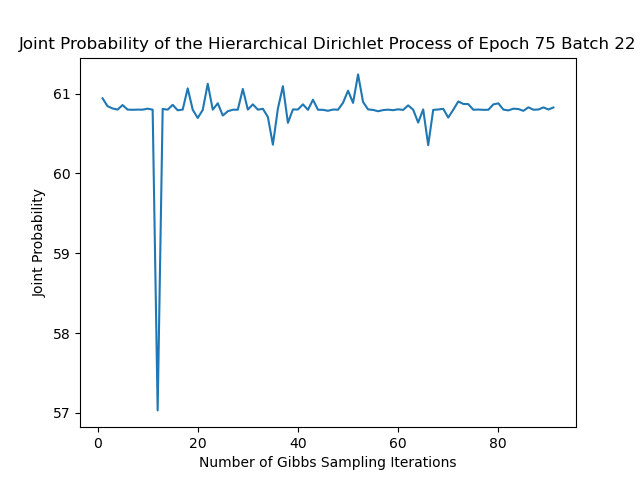 Joint Probability of the Hierarchical Dirichlet Process of Epoch 75 Batch 22
61
60
59
58
57
Joint Probability
0 20 40 60 80
Number of Gibbs Sampling Iterations